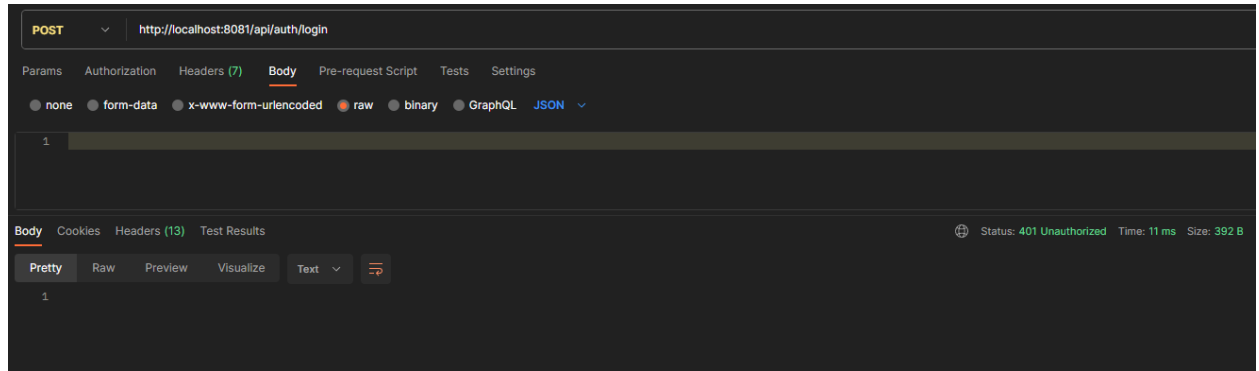 POST http://localhost:8081/api/auth/login
Params Authorization Headers (7) Body Pre-request Script Tests Settings
none form-data x-www-form-urlencoded raw binary GraphQL JSON
1
Body Cookies Headers (13) Test Results Status: 401 Unauthorized Time: 11 ms Size: 392 B
Pretty Raw Preview Visualize Text
1